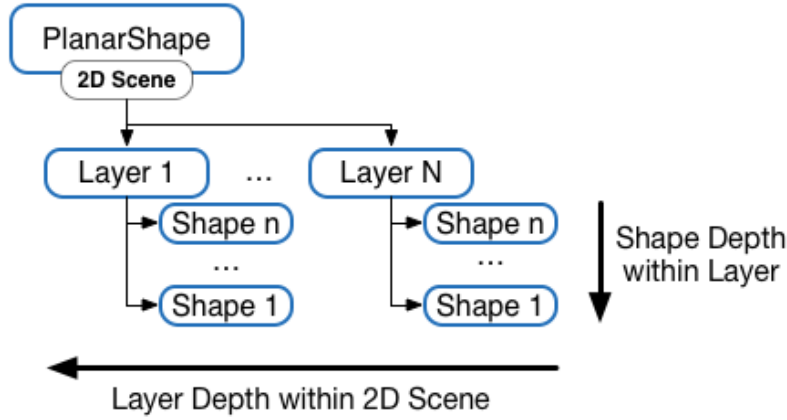 PlanarShape
2D Scene
Layer 1
...
Layer N
Shape n
...
Shape 1
Shape n
...
Shape 1
Shape Depth
within Layer
Layer Depth within 2D Scene